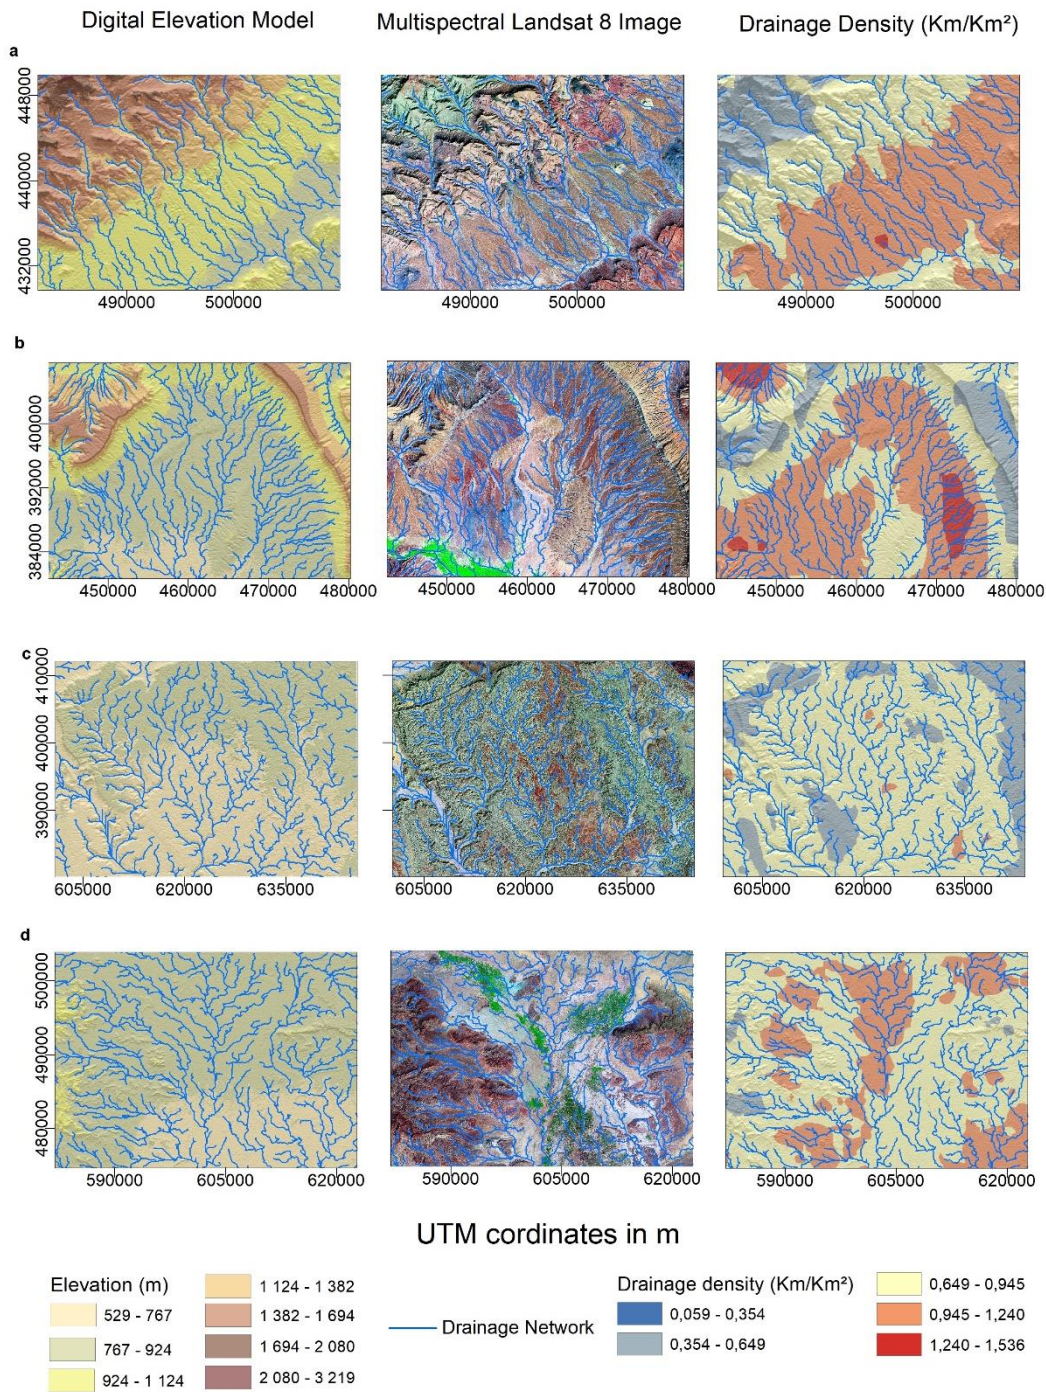 Digital Elevation Model
Multispectral Landsat 8 Image
Drainage Density (Km/Km²)
a
448000
440000
432000
490000 500000
490000 500000
490000 500000
b
400000
392000
384000
450000 460000 470000 480000
450000 460000 470000 480000
450000 460000 470000 480000
c
410000
400000
390000
605000 620000 635000
605000 620000 635000
605000 620000 635000
d
500000
490000
480000
590000 605000 620000
590000 605000 620000
590000 605000 620000
UTM cordinates in m
Elevation (m)
529 - 767
767 - 924
924 - 1 124
1 124 - 1 382
1 382 - 1 694
1 694 - 2 080
2 080 - 3 219
Drainage Network
Drainage density (Km/Km²)
0,059 - 0,354
0,354 - 0,649
0,649 - 0,945
0,945 - 1,240
1,240 - 1,536